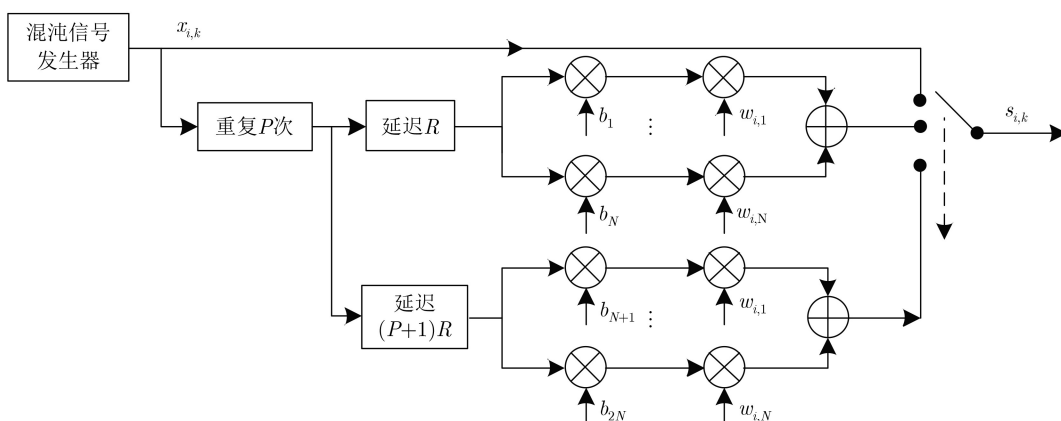 混沌信号
发生器
x_{i,k}
重复P次
延迟R
b_1
⋮
w_{i,1}
b_N
w_{i,N}
s_{i,k}
延迟
(P+1)R
b_{N+1}
⋮
w_{i,1}
b_{2N}
w_{i,N}